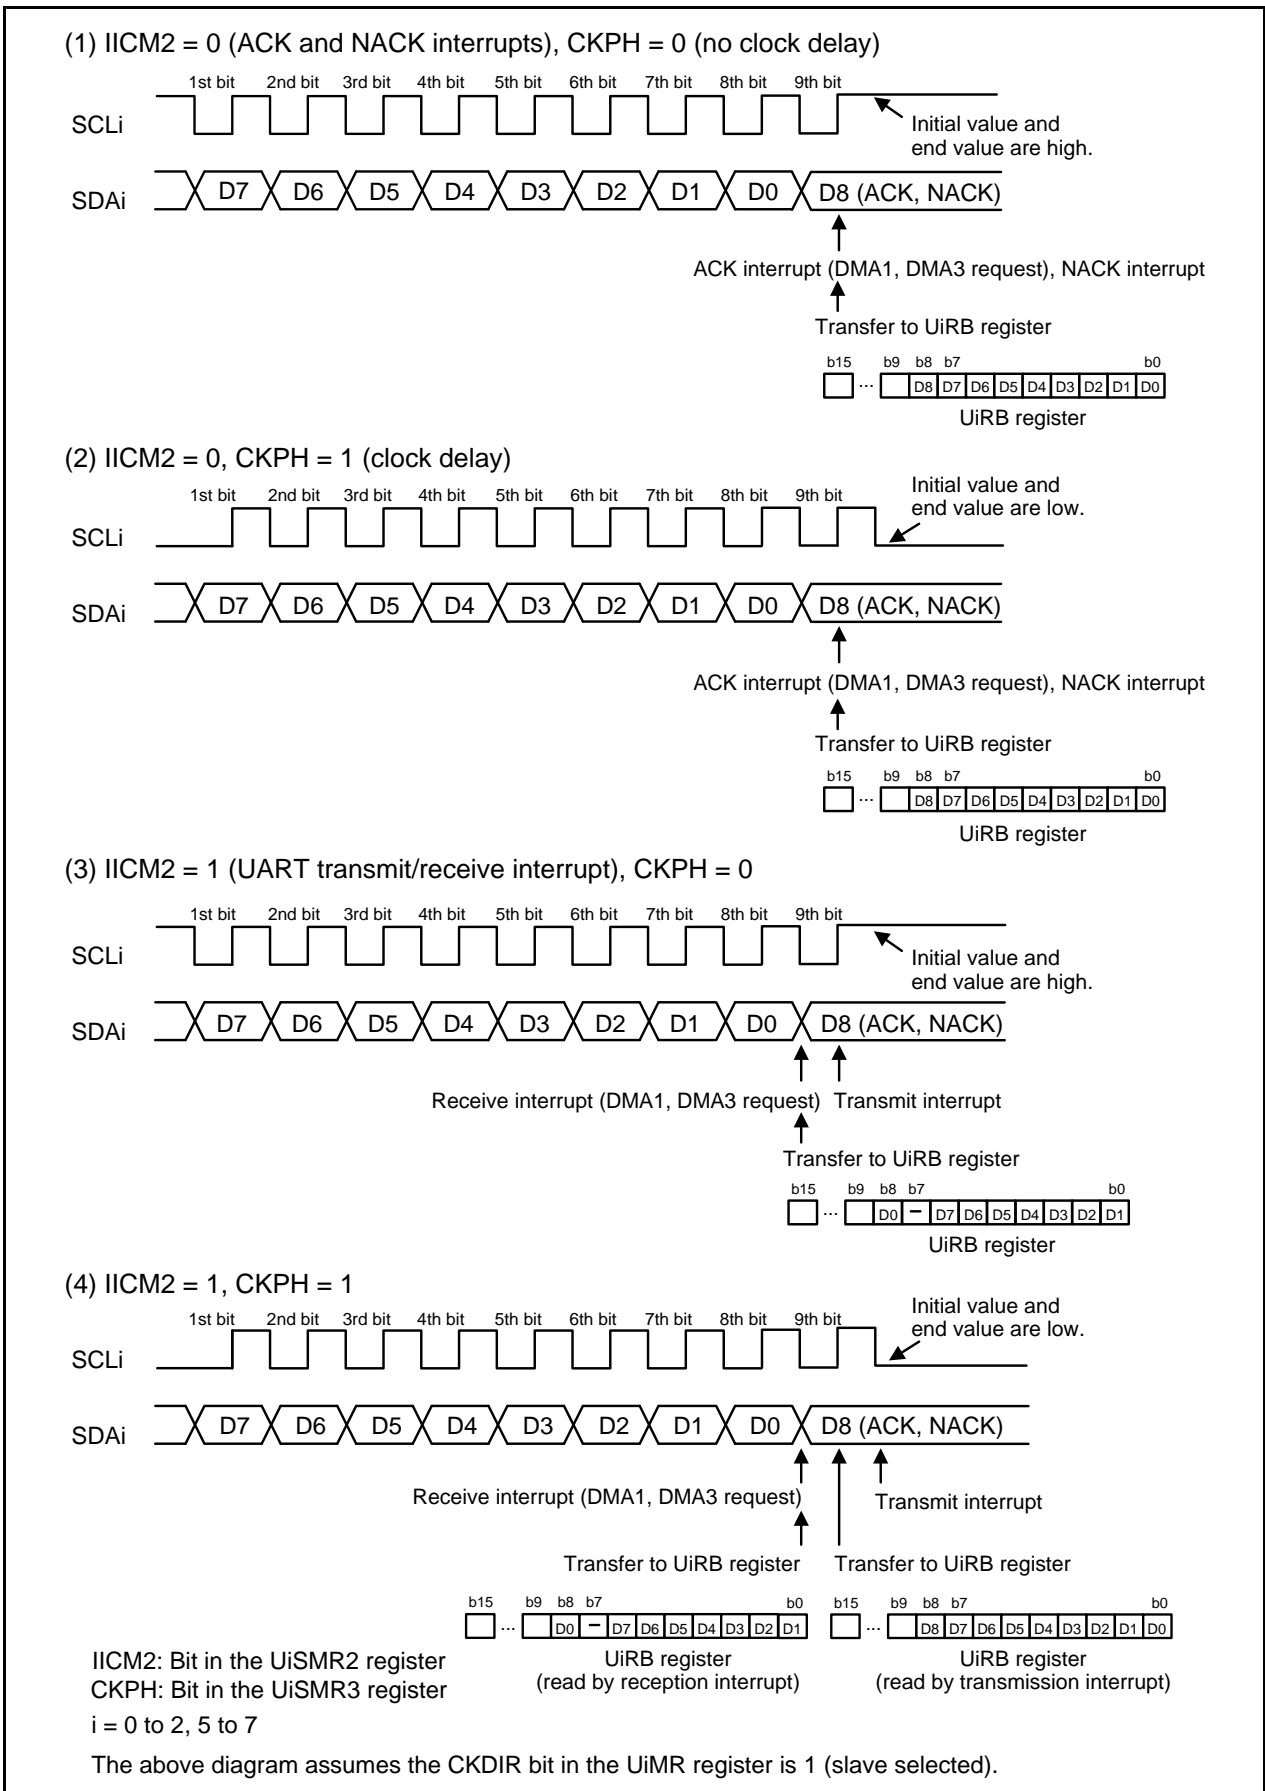 (1) IICM2 = 0 (ACK and NACK interrupts), CKPH = 0 (no clock delay)
1st bit 2nd bit 3rd bit 4th bit 5th bit 6th bit 7th bit 8th bit 9th bit
SCLi
Initial value and
end value are high.
SDAi
D7 D6 D5 D4 D3 D2 D1 D0 D8 (ACK, NACK)
ACK interrupt (DMA1, DMA3 request), NACK interrupt
Transfer to UiRB register
b15 b9 b8 b7 b0
... D8 D7 D6 D5 D4 D3 D2 D1 D0
UiRB register
(2) IICM2 = 0, CKPH = 1 (clock delay)
1st bit 2nd bit 3rd bit 4th bit 5th bit 6th bit 7th bit 8th bit 9th bit
Initial value and
end value are low.
SCLi
SDAi
D7 D6 D5 D4 D3 D2 D1 D0 D8 (ACK, NACK)
ACK interrupt (DMA1, DMA3 request), NACK interrupt
Transfer to UiRB register
b15 b9 b8 b7 b0
... D8 D7 D6 D5 D4 D3 D2 D1 D0
UiRB register
(3) IICM2 = 1 (UART transmit/receive interrupt), CKPH = 0
1st bit 2nd bit 3rd bit 4th bit 5th bit 6th bit 7th bit 8th bit 9th bit
SCLi
Initial value and
end value are high.
SDAi
D7 D6 D5 D4 D3 D2 D1 D0 D8 (ACK, NACK)
Receive interrupt (DMA1, DMA3 request) Transmit interrupt
Transfer to UiRB register
b15 b9 b8 b7 b0
... D0 – D7 D6 D5 D4 D3 D2 D1
UiRB register
(4) IICM2 = 1, CKPH = 1
1st bit 2nd bit 3rd bit 4th bit 5th bit 6th bit 7th bit 8th bit 9th bit
Initial value and
end value are low.
SCLi
SDAi
D7 D6 D5 D4 D3 D2 D1 D0 D8 (ACK, NACK)
Receive interrupt (DMA1, DMA3 request) Transmit interrupt
Transfer to UiRB register Transfer to UiRB register
b15 b9 b8 b7 b0 b15 b9 b8 b7 b0
... D0 – D7 D6 D5 D4 D3 D2 D1 ... D8 D7 D6 D5 D4 D3 D2 D1 D0
UiRB register UiRB register
(read by reception interrupt) (read by transmission interrupt)
IICM2: Bit in the UiSMR2 register
CKPH: Bit in the UiSMR3 register
i = 0 to 2, 5 to 7
The above diagram assumes the CKDIR bit in the UiMR register is 1 (slave selected).